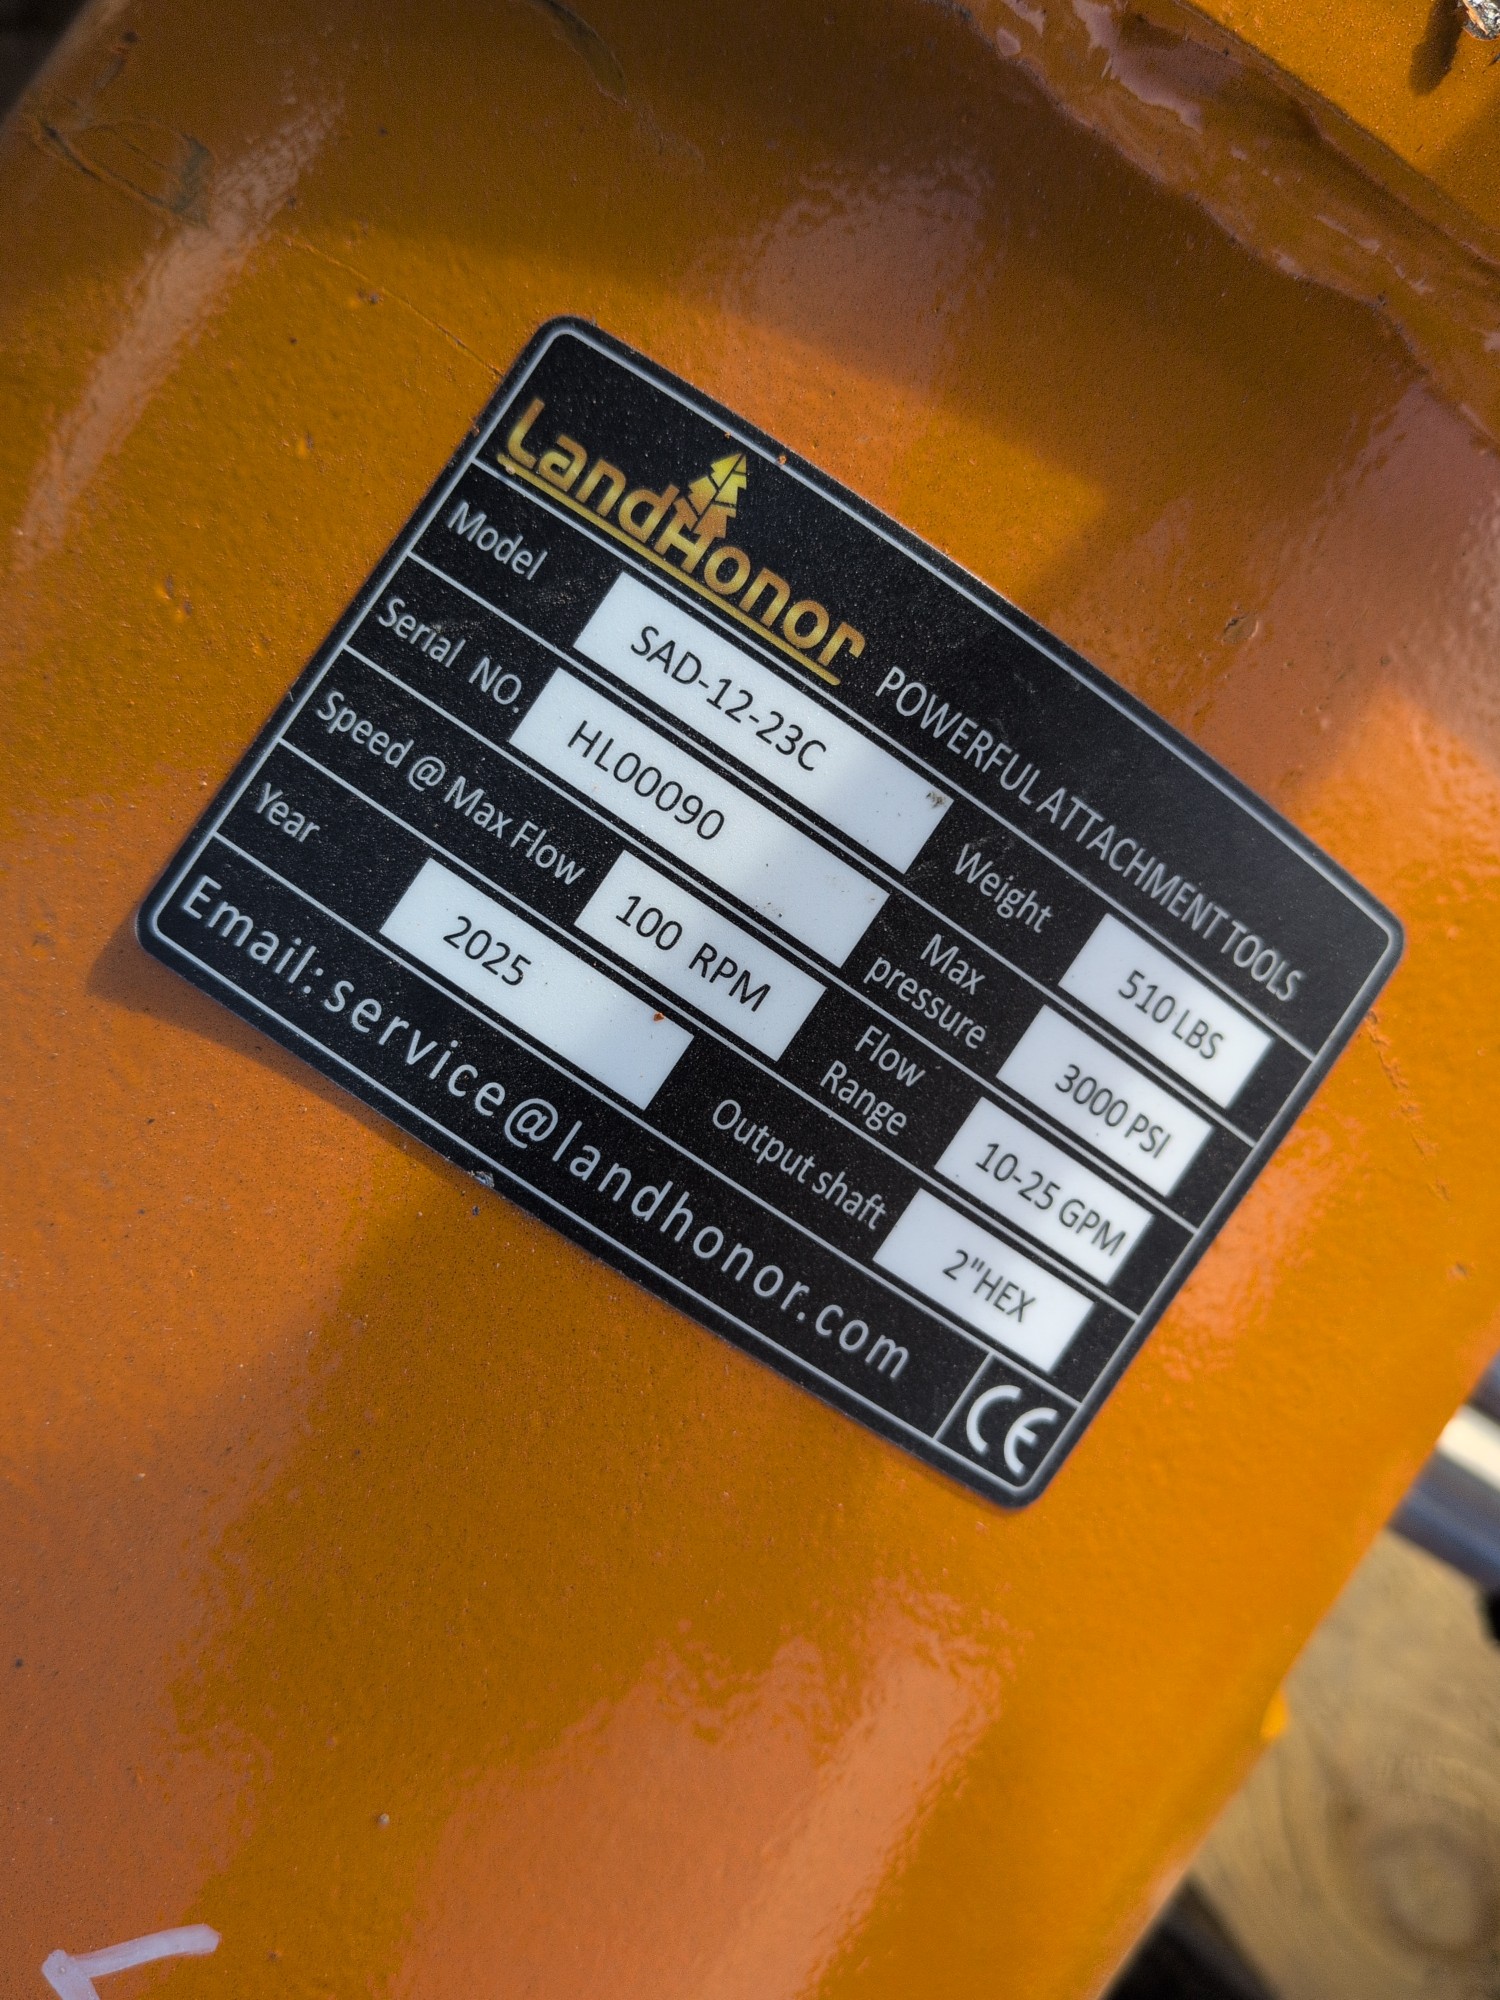 LandHonor POWERFUL ATTACHMENT TOOLS
Model SAD-12-23C Weight 510 LBS
Serial NO. HL00090 Max pressure 3000 PSI
Speed @ Max Flow 100 RPM Flow Range 10-25 GPM
Year 2025 Output shaft 2"HEX
Email: service@landhonor.com CE